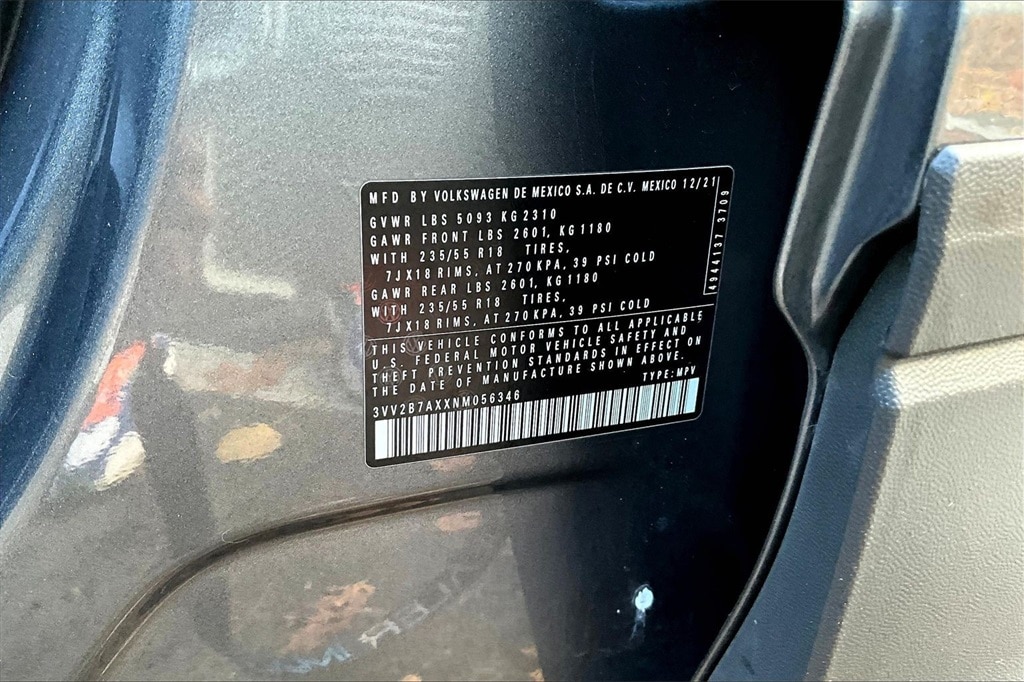 MFD BY VOLKSWAGEN DE MEXICO S.A. DE C.V. MEXICO 12/21
GVWR LBS 5093 KG 2310
GAWR FRONT LBS 2601, KG 1180
WITH 235/55 R18 TIRES,
7JX18 RIMS, AT 270 KPA, 39 PSI COLD
GAWR REAR LBS 2601, KG 1180
WITH 235/55 R18 TIRES,
7JX18 RIMS, AT 270 KPA, 39 PSI COLD
THIS VEHICLE CONFORMS TO ALL APPLICABLE
U.S. FEDERAL MOTOR VEHICLE SAFETY AND
THEFT PREVENTION STANDARDS IN EFFECT ON
THE DATE OF MANUFACTURE SHOWN ABOVE.
TYPE: MPV
3VV2B7AXXNM056346
4944137 3709